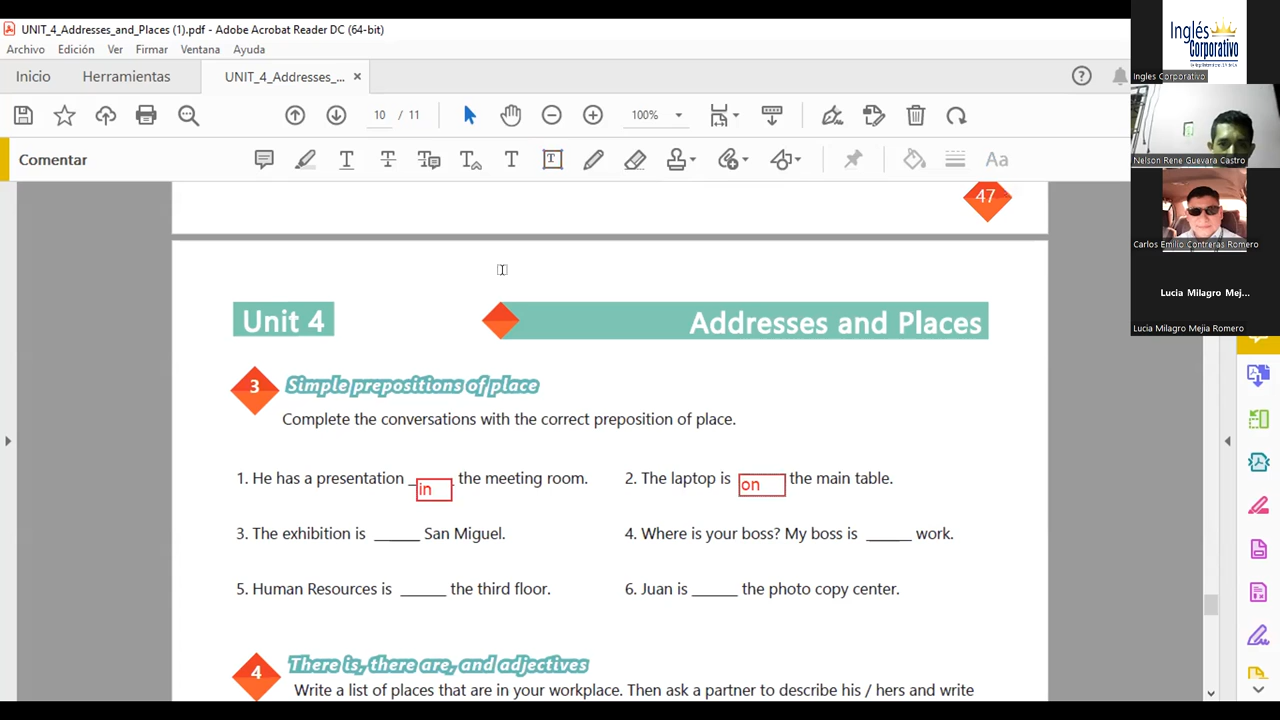 UNIT_4_Addresses_and_Places (1).pdf - Adobe Acrobat Reader DC (64-bit)
Archivo Edición Ver Firmar Ventana Ayuda
Inicio Herramientas UNIT_4_Addresses_... ×
10 / 11 100%
Comentar
47
Unit 4 Addresses and Places
3 Simple prepositions of place
Complete the conversations with the correct preposition of place.
1. He has a presentation _ in the meeting room. 2. The laptop is on the main table.
3. The exhibition is ______ San Miguel. 4. Where is your boss? My boss is ______ work.
5. Human Resources is ______ the third floor. 6. Juan is ______ the photo copy center.
4 There is, there are, and adjectives
Write a list of places that are in your workplace. Then ask a partner to describe his / hers and write
Inglés
Corporativo
Ingles Corporativo
Nelson Rene Guevara Castro
Carlos Emilio Contreras Romero
Lucia Milagro Mej...
Lucia Milagro Mejia Romero